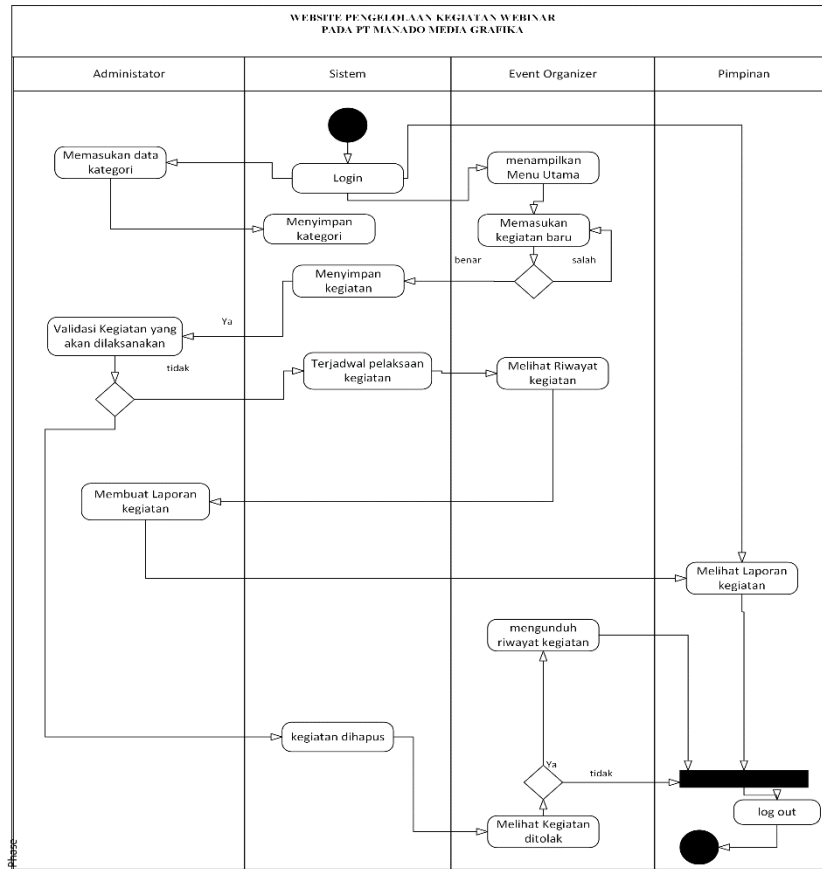 WEBSITE PENGELOLAAN KEGIATAN WEBINAR
PADA PT MANADO MEDIA GRAFIKA
Administator
Sistem
Event Organizer
Pimpinan
Memasukan data
kategori
Login
menampilkan
Menu Utama
Menyimpan
kategori
Memasukan
kegiatan baru
benar
salah
Menyimpan
kegiatan
Ya
Validasi Kegiatan yang
akan dilaksanakan
tidak
Terjadwal pelaksaan
kegiatan
Melihat Riwayat
kegiatan
Membuat Laporan
kegiatan
Melihat Laporan
kegiatan
mengunduh
riwayat kegiatan
kegiatan dihapus
Ya
tidak
Melihat Kegiatan
ditolak
log out
Phase